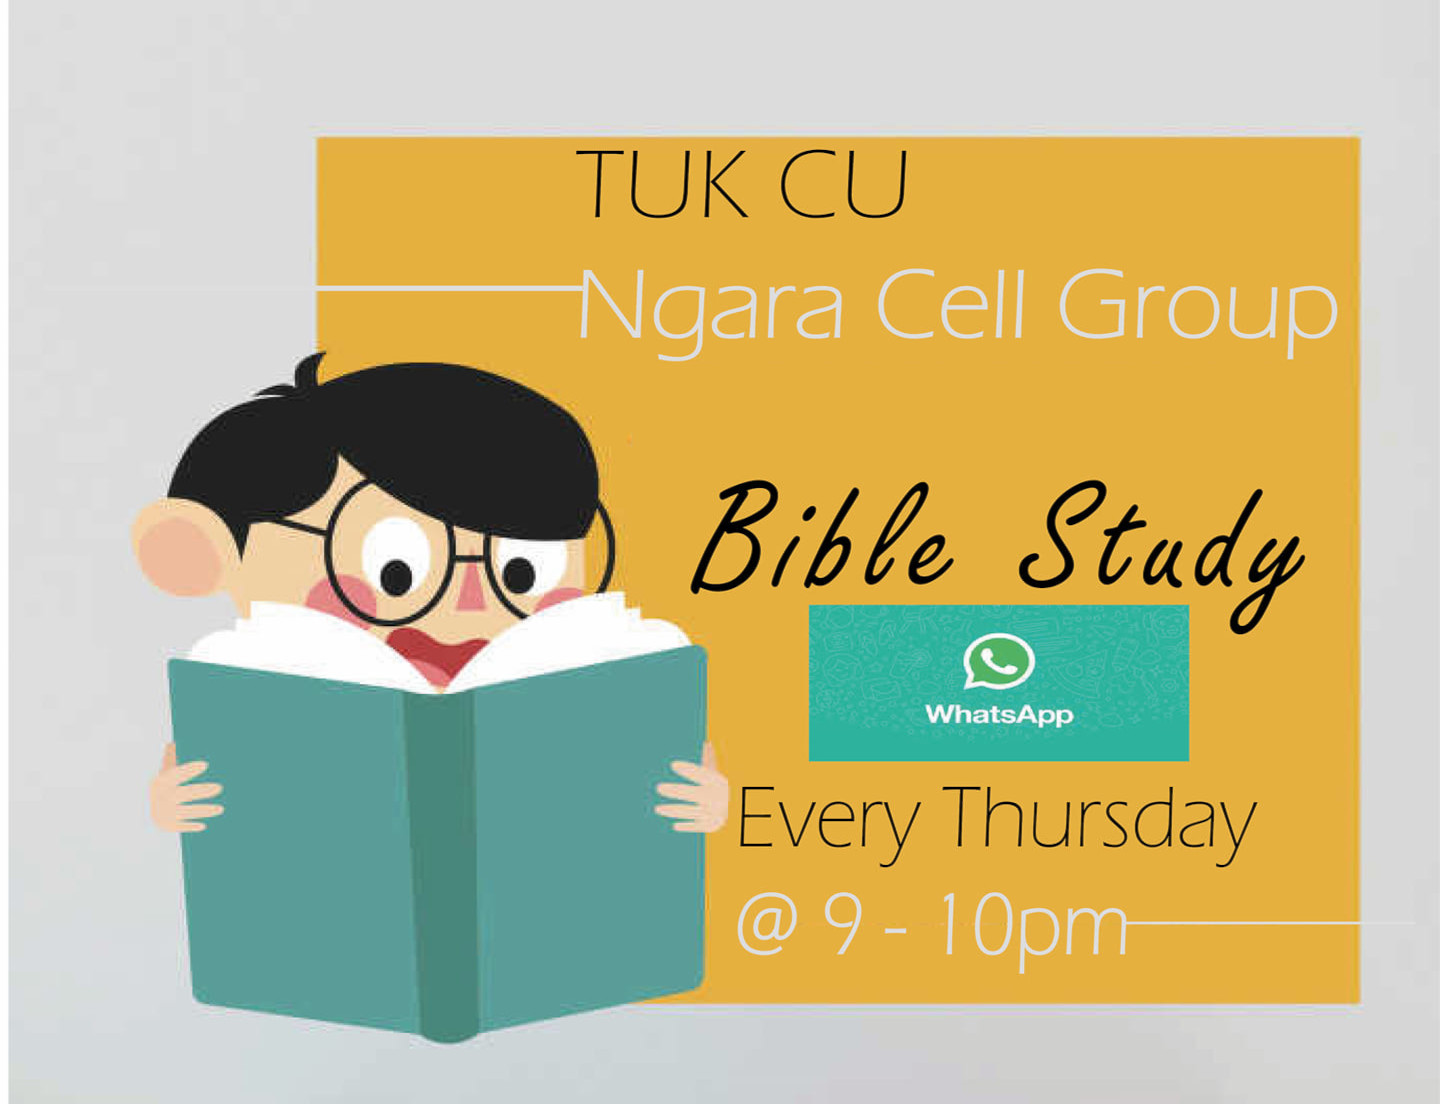 TUK CU
Ngara Cell Group
Bible Study
WhatsApp
Every Thursday
@ 9 - 10pm